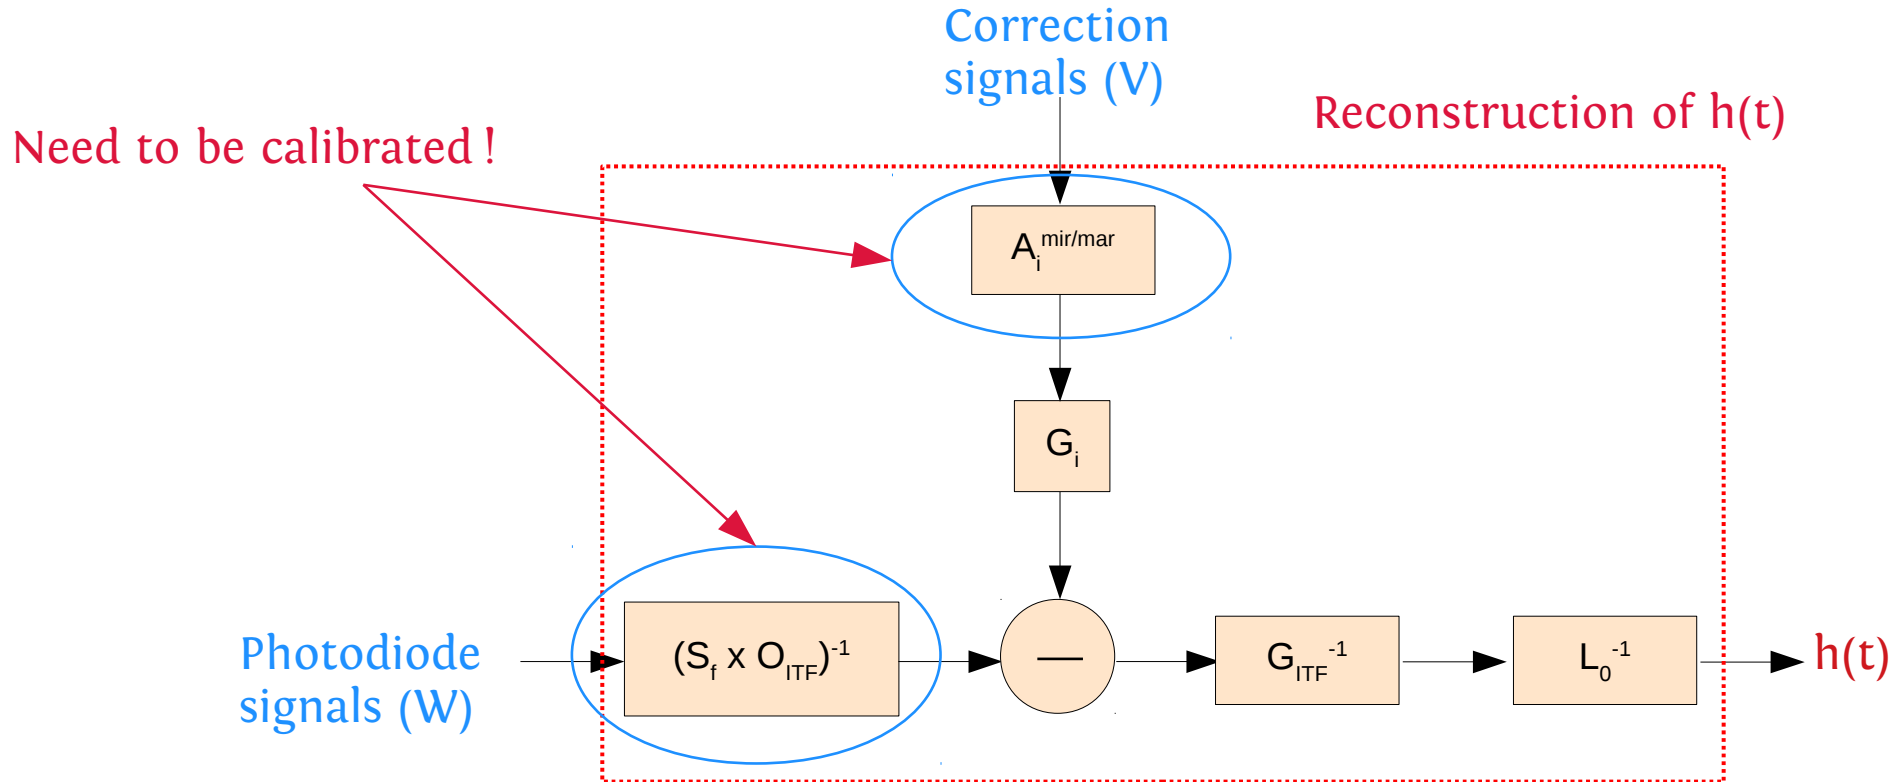 Correction
signals (V)
Reconstruction of h(t)
Need to be calibrated !
A_i^mir/mar
G_i
Photodiode
signals (W)
(S_f x O_ITF)^-1
—
G_ITF^-1
L_0^-1
h(t)